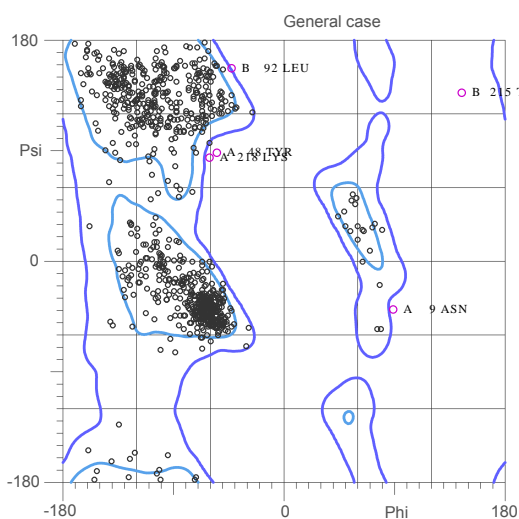 General case
180
B 92 LEU
B 215
Psi
A 48 TYR
A 218 LYS
0
A 9 ASN
-180
-180 0 Phi 180